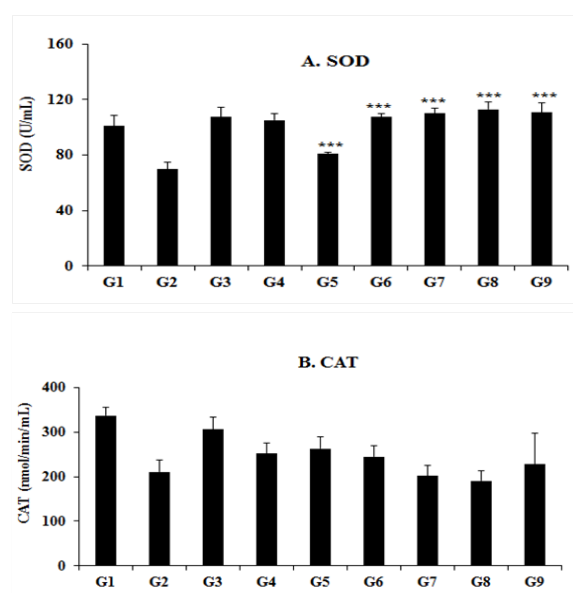 A. SOD
SOD (U/mL)
160
120
80
40
0
***
***
***
***
***
G1 G2 G3 G4 G5 G6 G7 G8 G9
B. CAT
CAT (nmol/min/mL)
400
300
200
100
0
G1 G2 G3 G4 G5 G6 G7 G8 G9